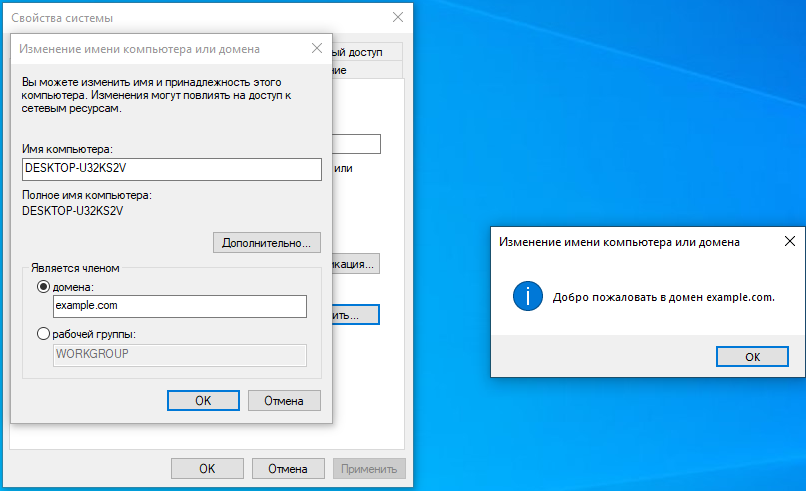 Свойства системы
Изменение имени компьютера или домена
ый доступ
ние
Вы можете изменить имя и принадлежность этого
компьютера. Изменения могут повлиять на доступ к
сетевым ресурсам.
Имя компьютера:
DESKTOP-U32KS2V
или
Полное имя компьютера:
DESKTOP-U32KS2V
Дополнительно...
Изменение имени компьютера или домена
Является членом
икация...
домена:
example.com
Добро пожаловать в домен example.com.
ить...
рабочей группы:
WORKGROUP
OK
OK
Отмена
OK
Отмена
Применить